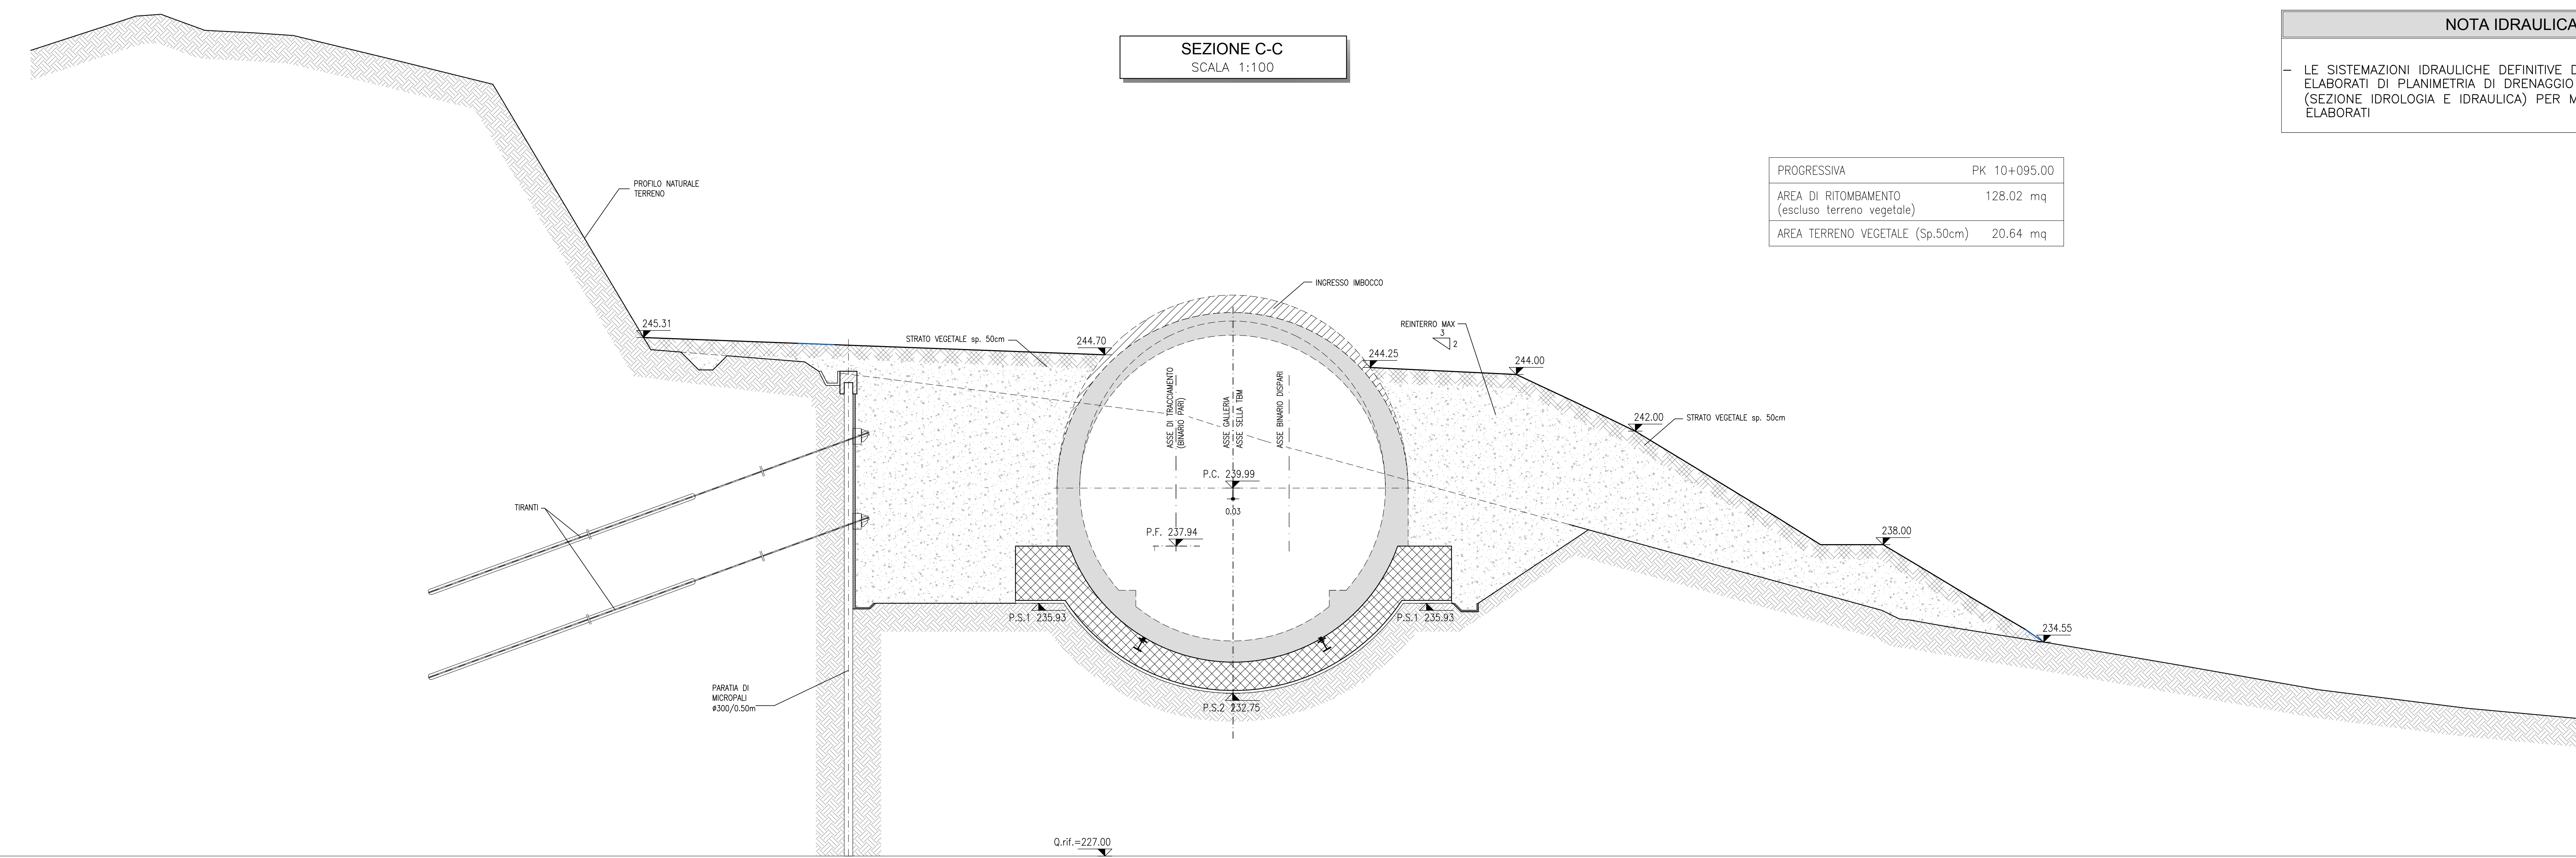 SEZIONE C-C
SCALA 1:100
NOTA IDRAULICA
– LE SISTEMAZIONI IDRAULICHE DEFINITIVE
ELABORATI DI PLANIMETRIA DI DRENAGGIO
(SEZIONE IDROLOGIA E IDRAULICA) PER
ELABORATI
PROGRESSIVA PK 10+095.00
AREA DI RITOMBAMENTO 128.02 mq
(escluso terreno vegetale)
AREA TERRENO VEGETALE (Sp.50cm) 20.64 mq
PROFILO NATURALE
TERRENO
INGRESSO IMBOCCO
245.31
STRATO VEGETALE sp. 50cm
244.70
REINTERRO MAX
3
2
244.25
244.00
ASSE DI TRACCIAMENTO
(BINARIO PARI)
ASSE GALLERIA
ASSE SELLA TBM
ASSE BINARIO DISPARI
242.00
STRATO VEGETALE sp. 50cm
P.C. 239.99
0.03
TIRANTI
P.F. 237.94
238.00
P.S.1 235.93
P.S.1 235.93
234.55
PARATIA DI
MICROPALI
ø300/0.50m
P.S.2 232.75
Q.rif.=227.00